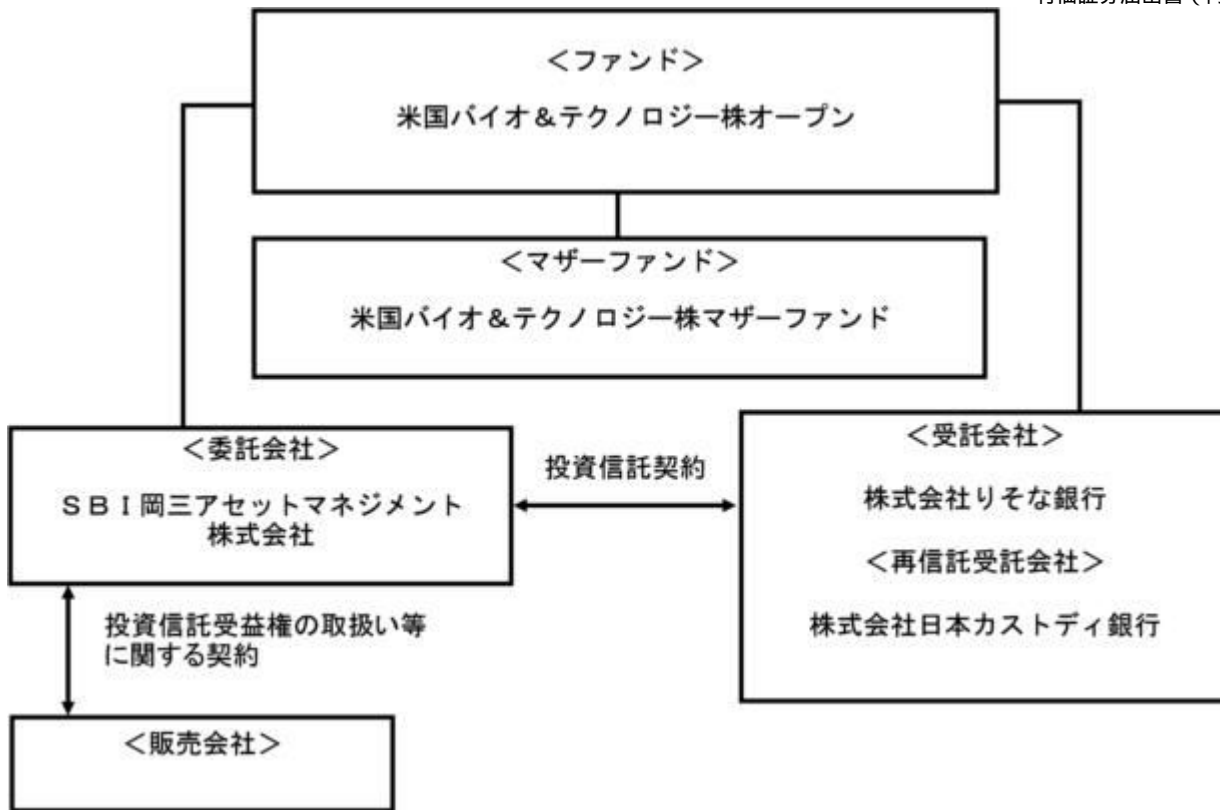 ＜ファンド＞
米国バイオ＆テクノロジー株オープン
＜マザーファンド＞
米国バイオ＆テクノロジー株マザーファンド
＜委託会社＞
ＳＢＩ岡三アセットマネジメント
株式会社
投資信託契約
＜受託会社＞
株式会社りそな銀行
＜再信託受託会社＞
株式会社日本カストディ銀行
投資信託受益権の取扱い等
に関する契約
＜販売会社＞